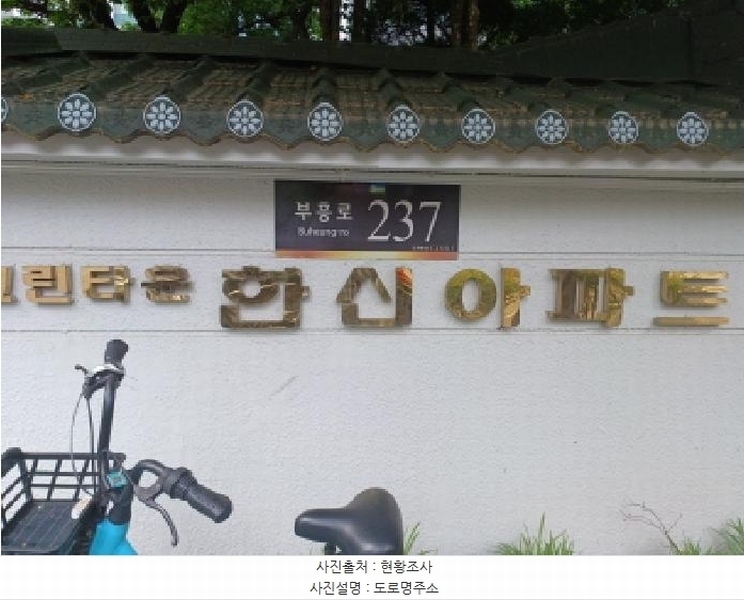 부흥로 237
Buheung-ro
그린타운 한신아파트
사진출처 : 현황조사
사진설명 : 도로명주소